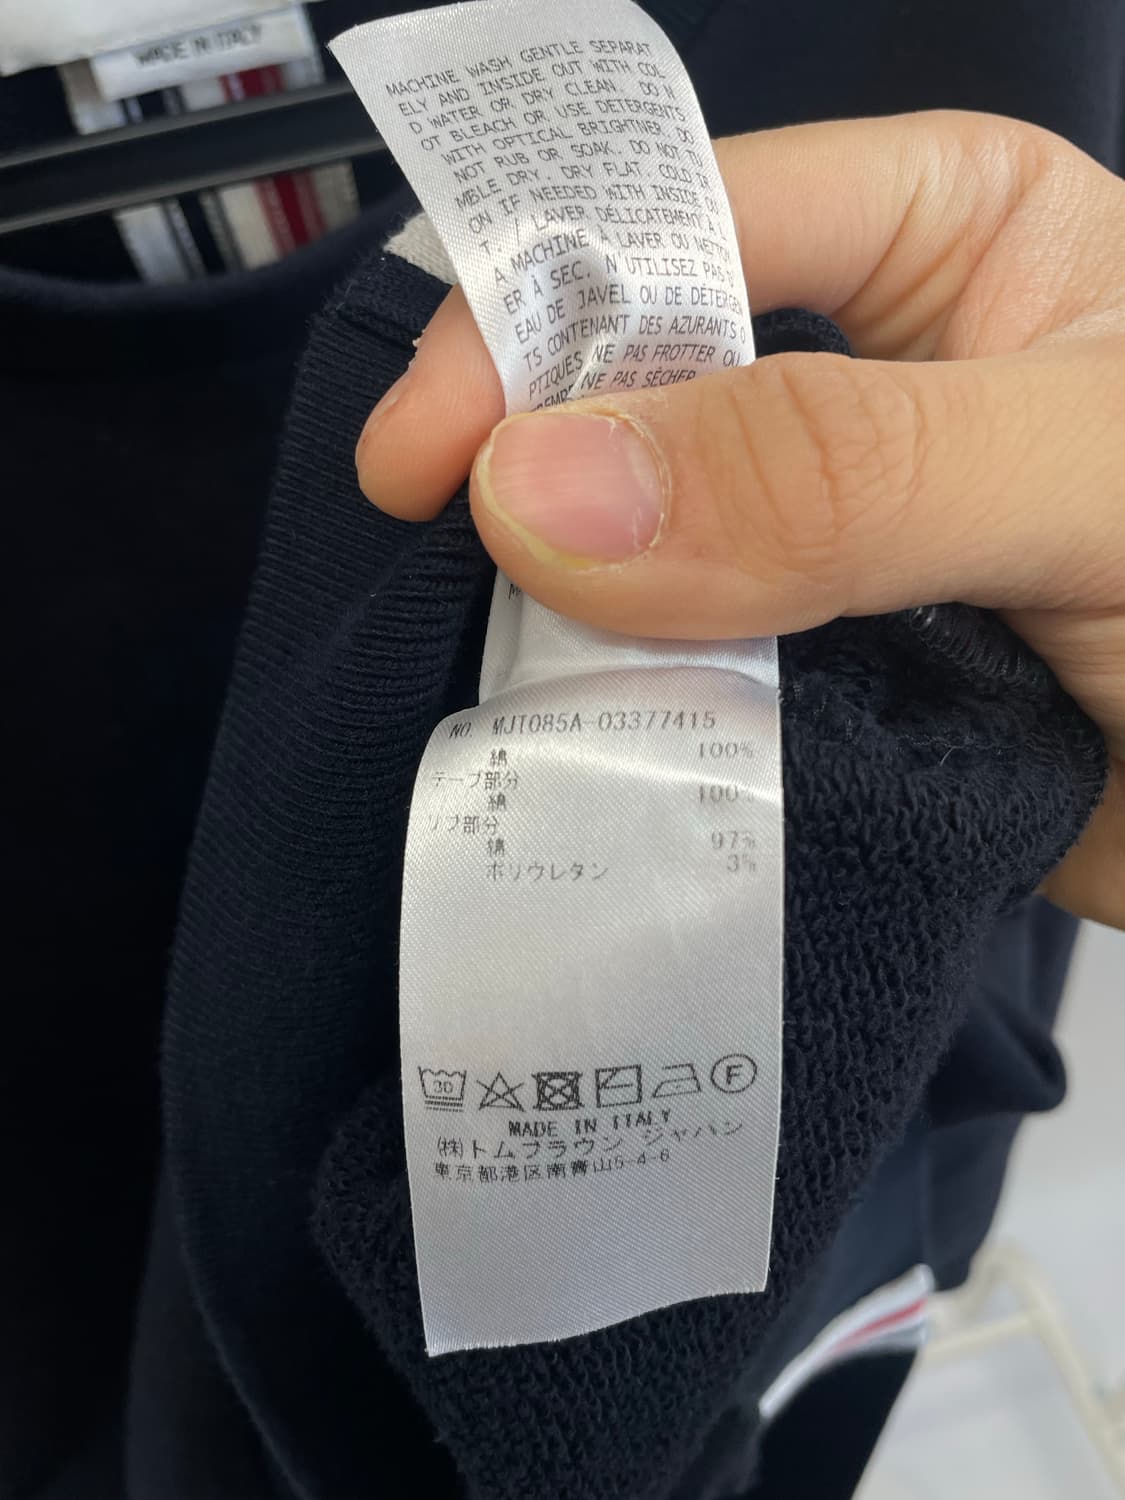 MADE IN ITALY
MACHINE WASH GENTLE SEPARAT
ELY AND INSIDE OUT WITH COL
D WATER OR DRY CLEAN. DO N
OT BLEACH OR USE DETERGENTS
WITH OPTICAL BRIGHTNER. DO
NOT RUB OR SOAK. DO NOT TU
MBLE DRY. DRY FLAT. COLD IR
ON IF NEEDED WITH INSIDE OU
T. / LAVER DÉLICATEMENT À L
A MACHINE À LAVER OU NETTOY
ER À SEC. N'UTILISEZ PAS D'
EAU DE JAVEL OU DE DÉTERGEN
TS CONTENANT DES AZURANTS O
PTIQUES NE PAS FROTTER OU
NE PAS SÉCHER
NO. MJT085A-03377415
綿 100%
テープ部分
綿 100%
リブ部分
綿 97%
ポリウレタン 3%
30
F
MADE IN ITALY
(株)トムブラウン ジャパン
東京都港区南青山5-4-6